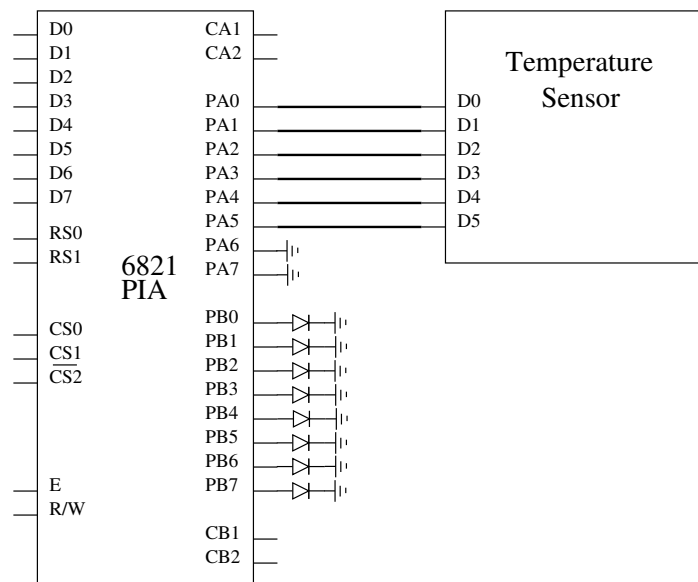 D0
D1
D2
D3
D4
D5
D6
D7
RS0
RS1
CS0
CS1
CS2
E
R/W
6821
PIA
CA1
CA2
PA0
PA1
PA2
PA3
PA4
PA5
PA6
PA7
PB0
PB1
PB2
PB3
PB4
PB5
PB6
PB7
CB1
CB2
Temperature
Sensor
D0
D1
D2
D3
D4
D5